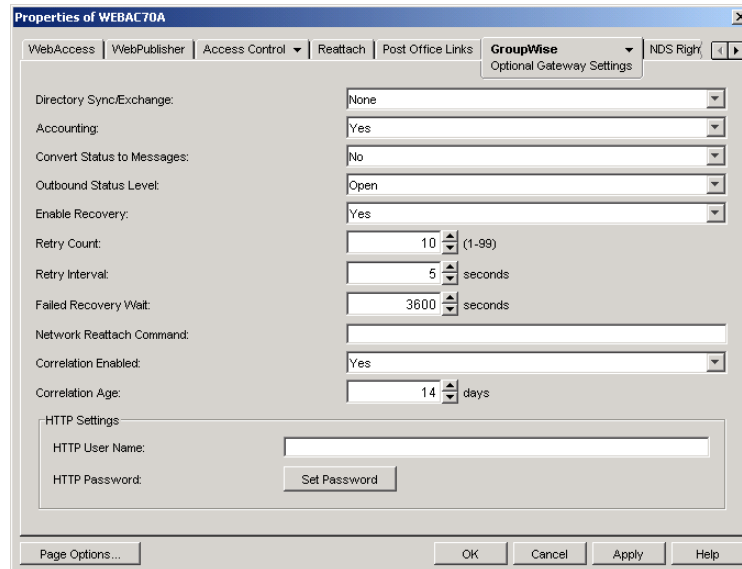 Properties of WEBAC70A
WebAccess WebPublisher Access Control Reattach Post Office Links GroupWise NDS Righ
Optional Gateway Settings
Directory Sync/Exchange: None
Accounting: Yes
Convert Status to Messages: No
Outbound Status Level: Open
Enable Recovery: Yes
Retry Count: 10 (1-99)
Retry Interval: 5 seconds
Failed Recovery Wait: 3600 seconds
Network Reattach Command:
Correlation Enabled: Yes
Correlation Age: 14 days
HTTP Settings
HTTP User Name:
HTTP Password: Set Password
Page Options... OK Cancel Apply Help